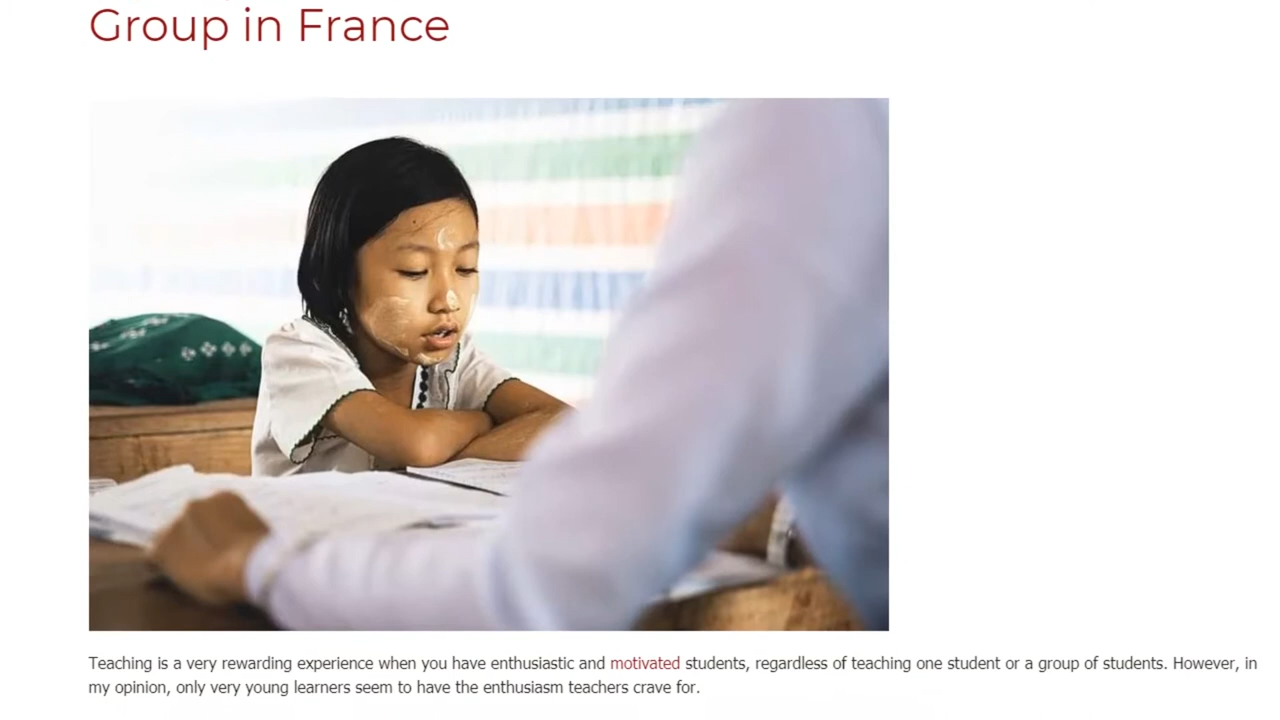 Group in France
Teaching is a very rewarding experience when you have enthusiastic and motivated students, regardless of teaching one student or a group of students. However, in
my opinion, only very young learners seem to have the enthusiasm teachers crave for.